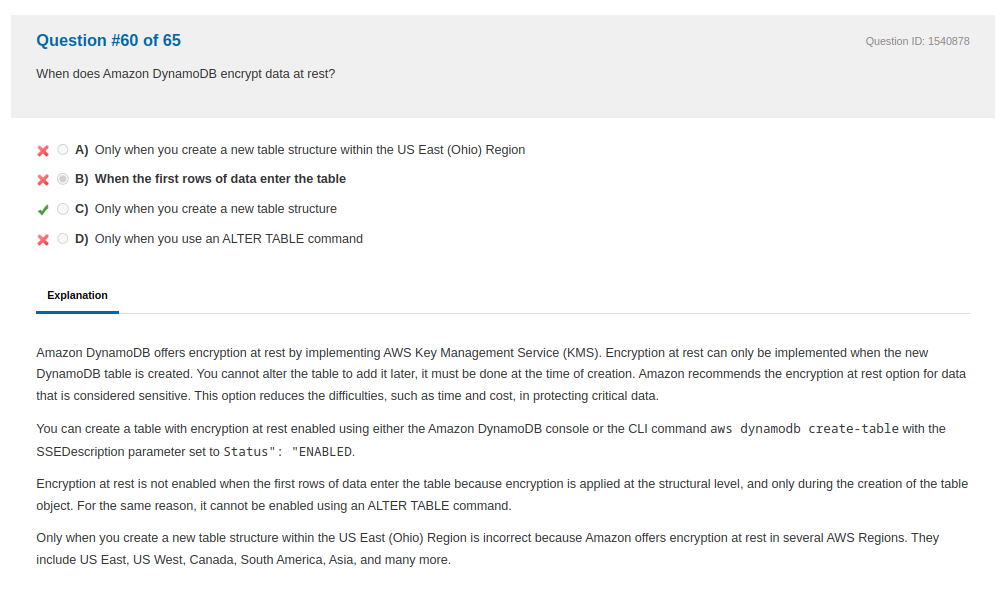 Question #60 of 65
Question ID: 1540878
When does Amazon DynamoDB encrypt data at rest?
A) Only when you create a new table structure within the US East (Ohio) Region
B) When the first rows of data enter the table
C) Only when you create a new table structure
D) Only when you use an ALTER TABLE command
Explanation
Amazon DynamoDB offers encryption at rest by implementing AWS Key Management Service (KMS). Encryption at rest can only be implemented when the new
DynamoDB table is created. You cannot alter the table to add it later, it must be done at the time of creation. Amazon recommends the encryption at rest option for data
that is considered sensitive. This option reduces the difficulties, such as time and cost, in protecting critical data.
You can create a table with encryption at rest enabled using either the Amazon DynamoDB console or the CLI command aws dynamodb create-table with the
SSEDescription parameter set to Status": "ENABLED.
Encryption at rest is not enabled when the first rows of data enter the table because encryption is applied at the structural level, and only during the creation of the table
object. For the same reason, it cannot be enabled using an ALTER TABLE command.
Only when you create a new table structure within the US East (Ohio) Region is incorrect because Amazon offers encryption at rest in several AWS Regions. They
include US East, US West, Canada, South America, Asia, and many more.